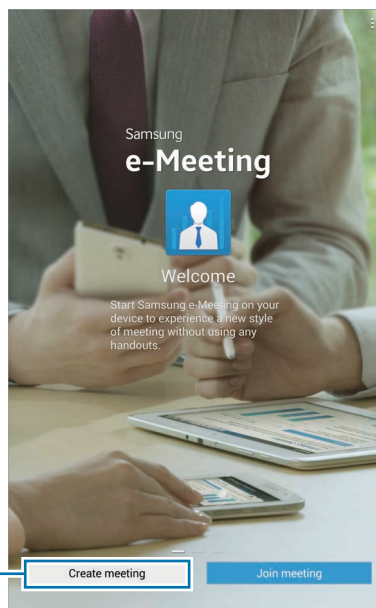 Samsung
e-Meeting
Welcome
Start Samsung e-Meeting on your
device to experience a new style
of meeting without using any
handouts.
Create meeting
Join meeting